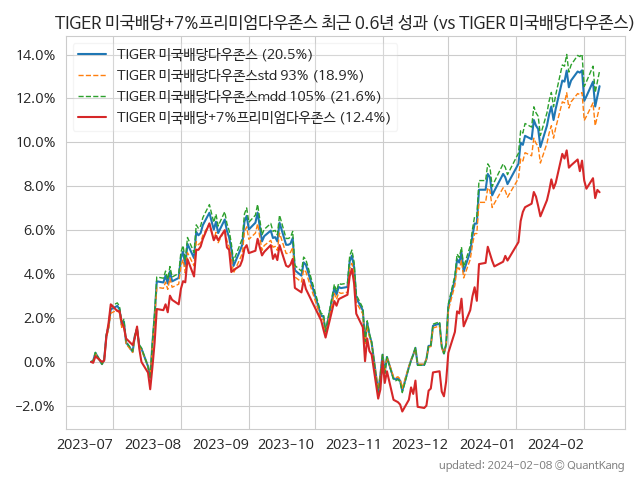 TIGER 미국배당+7%프리미엄다우존스 최근 0.6년 성과 (vs TIGER 미국배당다우존스)
TIGER 미국배당다우존스 (20.5%)
TIGER 미국배당다우존스std 93% (18.9%)
TIGER 미국배당다우존스mdd 105% (21.6%)
TIGER 미국배당+7%프리미엄다우존스 (12.4%)
14.0%
12.0%
10.0%
8.0%
6.0%
4.0%
2.0%
0.0%
−2.0%
2023-07 2023-08 2023-09 2023-10 2023-11 2023-12 2024-01 2024-02
updated: 2024-02-08 © QuantKang